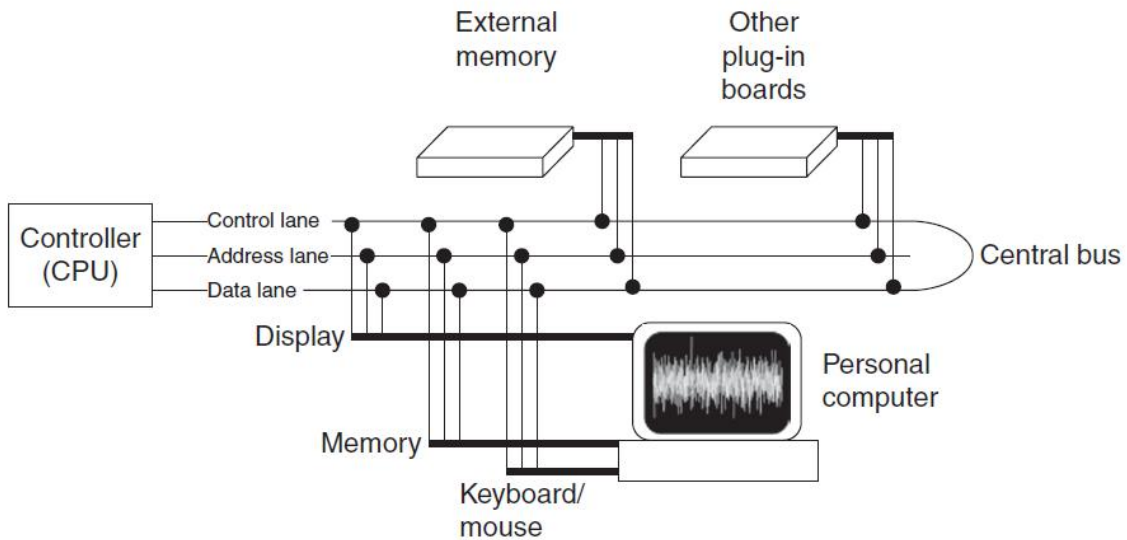 External
memory
Other
plug-in
boards
Controller
(CPU)
Control lane
Address lane
Data lane
Central bus
Display
Personal
computer
Memory
Keyboard/
mouse